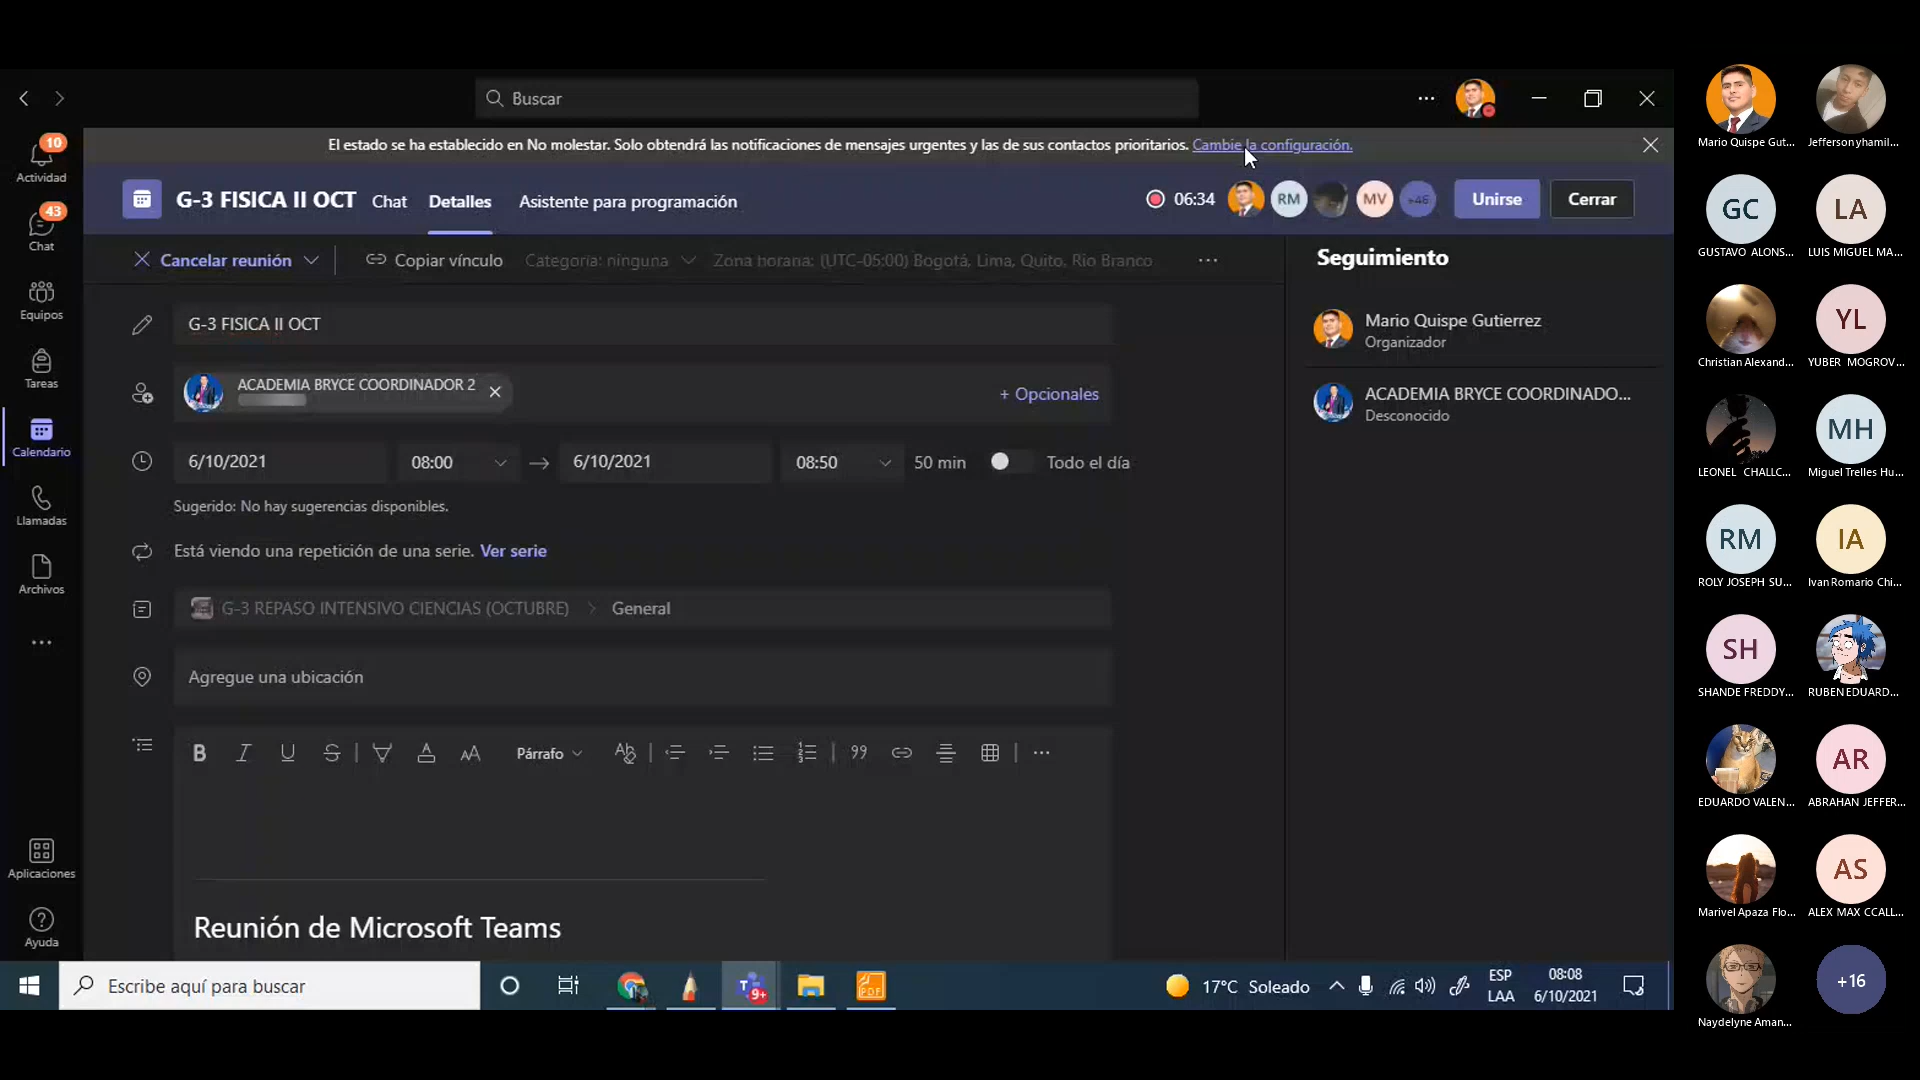 Buscar
El estado se ha establecido en No molestar. Solo obtendrá las notificaciones de mensajes urgentes y las de sus contactos prioritarios. Cambie la configuración.
10
Actividad
43
Chat
Equipos
Tareas
Calendario
Llamadas
Archivos
Aplicaciones
Ayuda
G-3 FISICA II OCT Chat Detalles Asistente para programación
06:34 RM MV +46 Unirse Cerrar
Cancelar reunión Copiar vínculo Categoría: ninguna Zona horaria: (UTC-05:00) Bogotá, Lima, Quito, Rio Branco
G-3 FISICA II OCT
ACADEMIA BRYCE COORDINADOR 2
+ Opcionales
6/10/2021 08:00 6/10/2021 08:50 50 min Todo el día
Sugerido: No hay sugerencias disponibles.
Está viendo una repetición de una serie. Ver serie
G-3 REPASO INTENSIVO CIENCIAS (OCTUBRE) > General
Agregue una ubicación
B I U S A AA Párrafo Ab
Reunión de Microsoft Teams
Seguimiento
Mario Quispe Gutierrez
Organizador
ACADEMIA BRYCE COORDINADO...
Desconocido
Escribe aquí para buscar
T 9+
PDF
17°C Soleado
ESP
LAA
08:08
6/10/2021
Mario Quispe Gut... Jefferson yhamil...
GC LA
GUSTAVO ALONS... LUIS MIGUEL MA...
YL
Christian Alexand... YUBER MOGROV...
MH
LEONEL CHALLC... Miguel Trelles Hu...
RM IA
ROLY JOSEPH SU... Ivan Romario Chi...
SH
SHANDE FREDDY... RUBEN EDUARD...
AR
EDUARDO VALEN... ABRAHAN JEFFER...
AS
Marivel Apaza Flo... ALEX MAX CCALL...
+16
Naydelyne Aman...